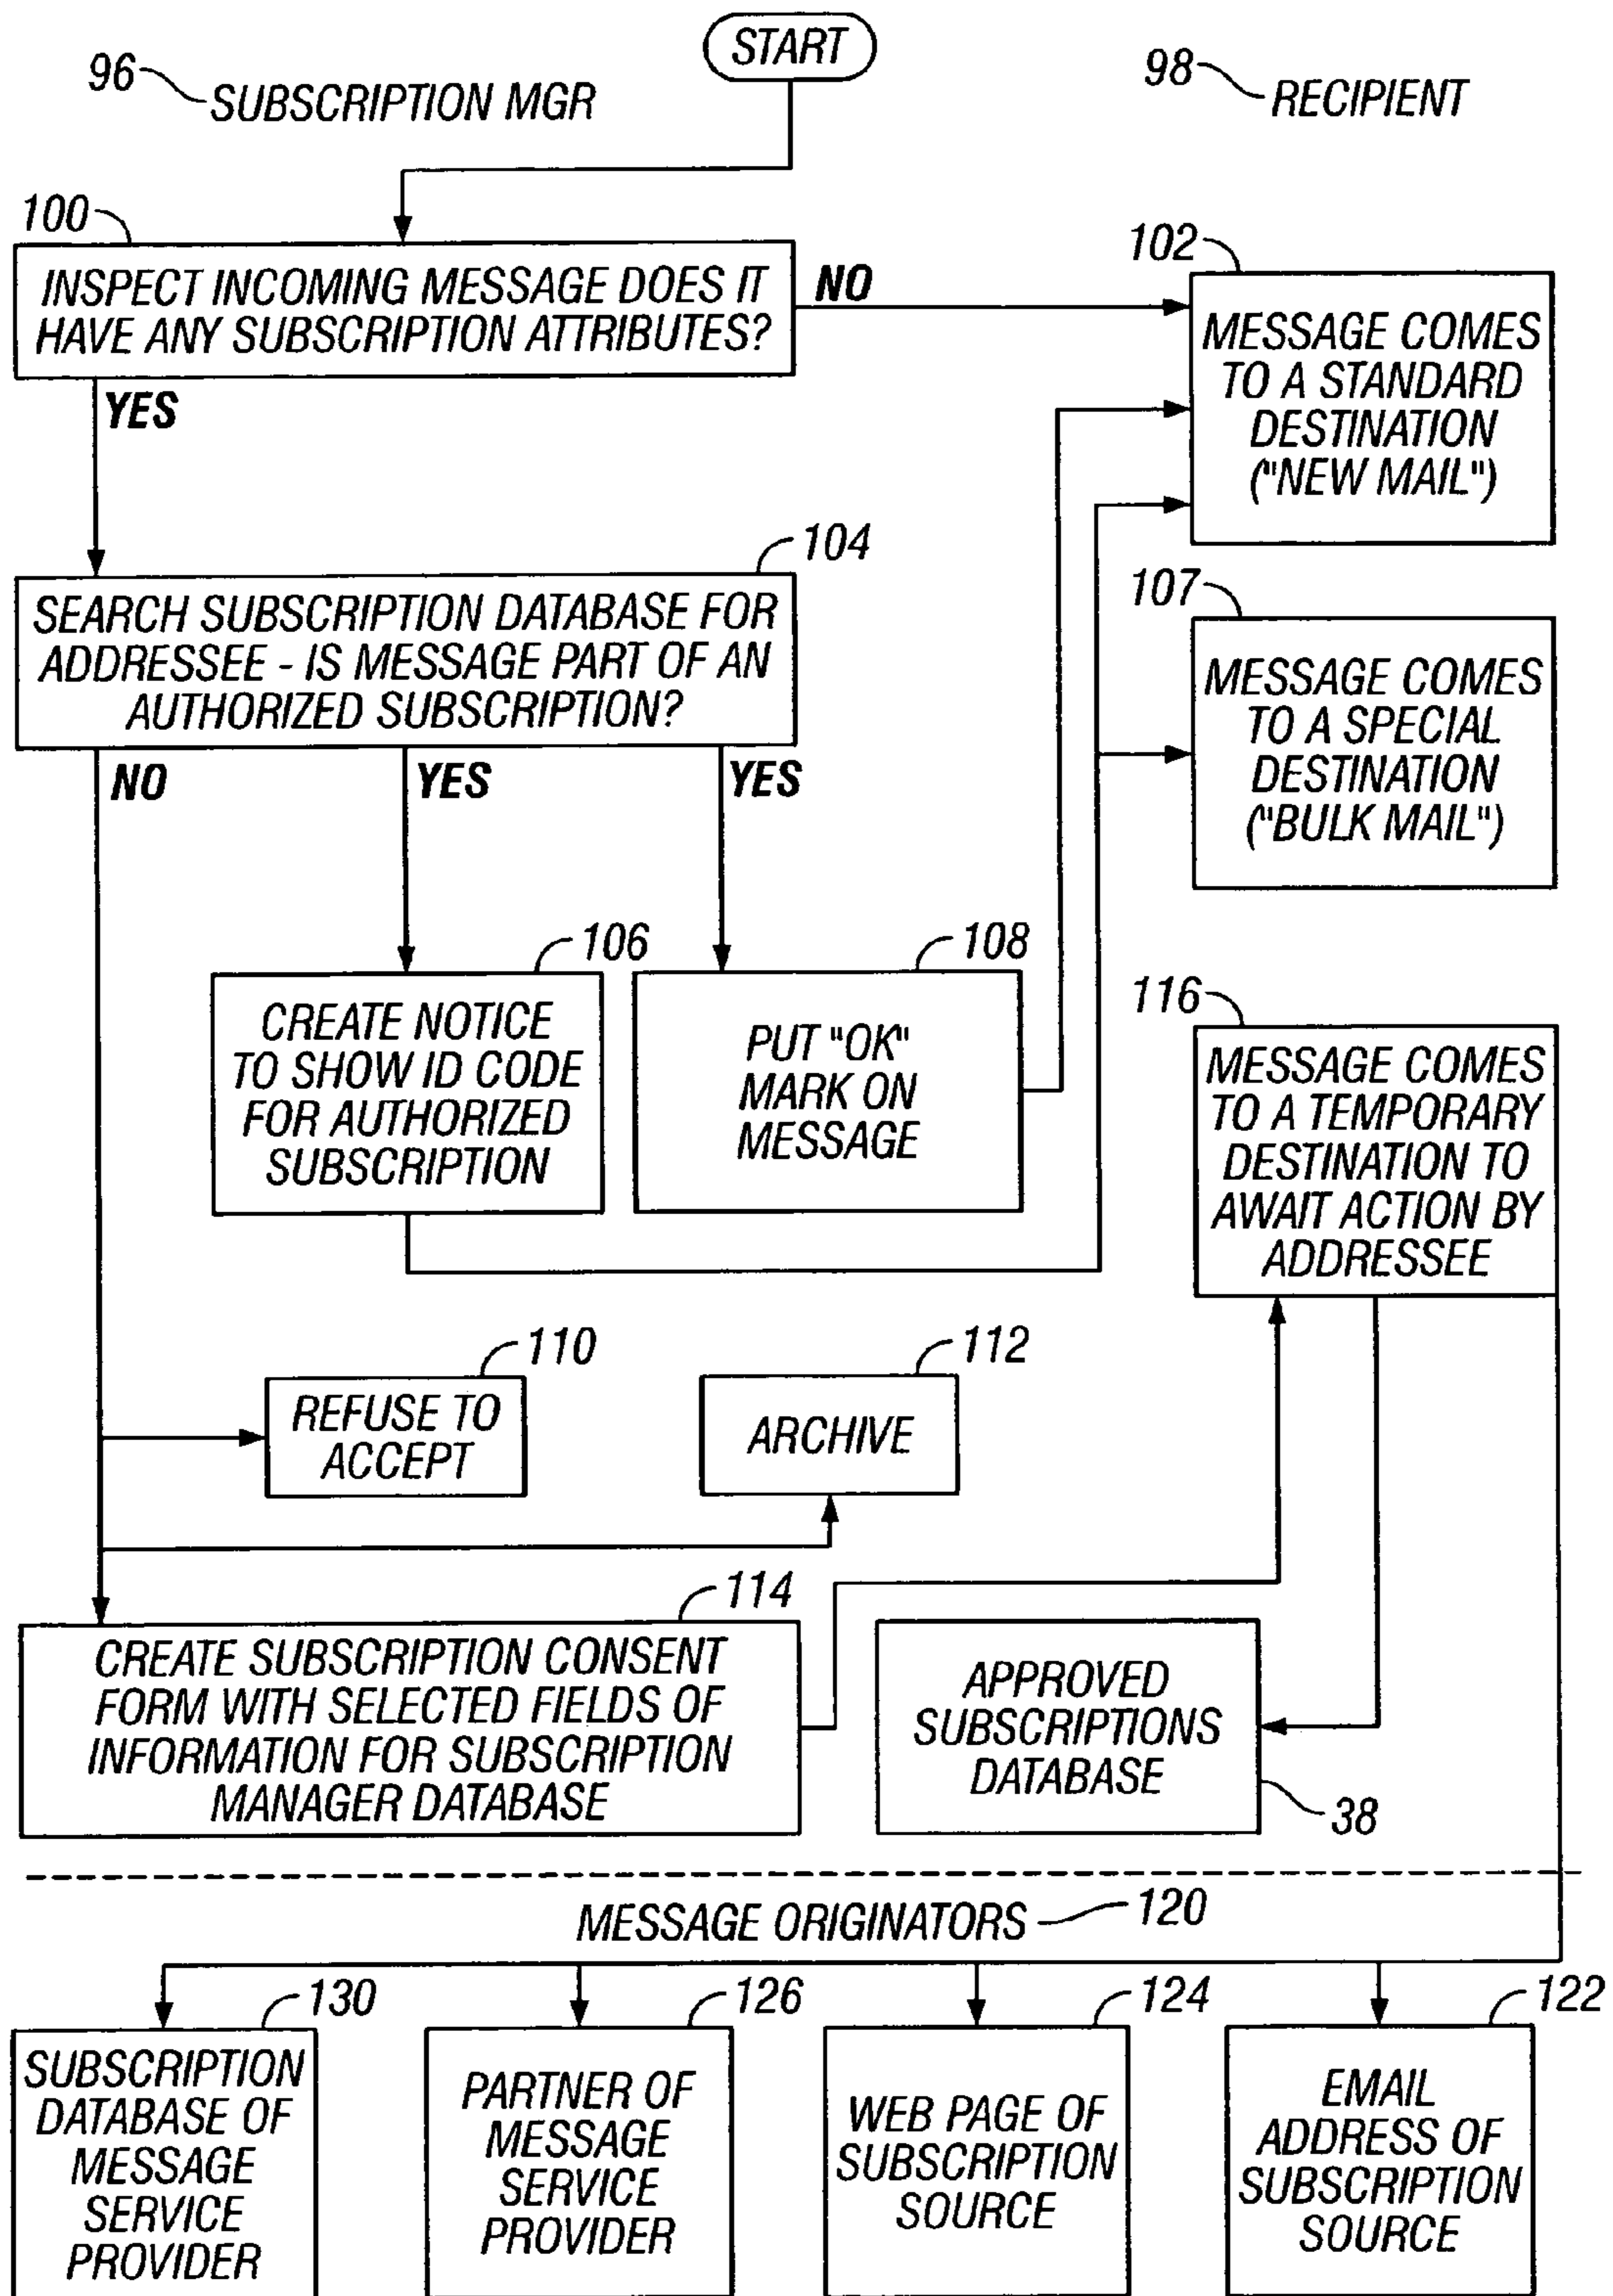 START
96
SUBSCRIPTION MGR
98
RECIPIENT
100
INSPECT INCOMING MESSAGE DOES IT
HAVE ANY SUBSCRIPTION ATTRIBUTES?
NO
YES
102
MESSAGE COMES
TO A STANDARD
DESTINATION
("NEW MAIL")
104
SEARCH SUBSCRIPTION DATABASE FOR
ADDRESSEE - IS MESSAGE PART OF AN
AUTHORIZED SUBSCRIPTION?
NO
YES
YES
107
MESSAGE COMES
TO A SPECIAL
DESTINATION
("BULK MAIL")
106
CREATE NOTICE
TO SHOW ID CODE
FOR AUTHORIZED
SUBSCRIPTION
108
PUT "OK"
MARK ON
MESSAGE
116
MESSAGE COMES
TO A TEMPORARY
DESTINATION TO
AWAIT ACTION BY
ADDRESSEE
110
REFUSE TO
ACCEPT
112
ARCHIVE
114
CREATE SUBSCRIPTION CONSENT
FORM WITH SELECTED FIELDS OF
INFORMATION FOR SUBSCRIPTION
MANAGER DATABASE
APPROVED
SUBSCRIPTIONS
DATABASE
38
MESSAGE ORIGINATORS
120
130
SUBSCRIPTION
DATABASE OF
MESSAGE
SERVICE
PROVIDER
126
PARTNER OF
MESSAGE
SERVICE
PROVIDER
124
WEB PAGE OF
SUBSCRIPTION
SOURCE
122
EMAIL
ADDRESS OF
SUBSCRIPTION
SOURCE